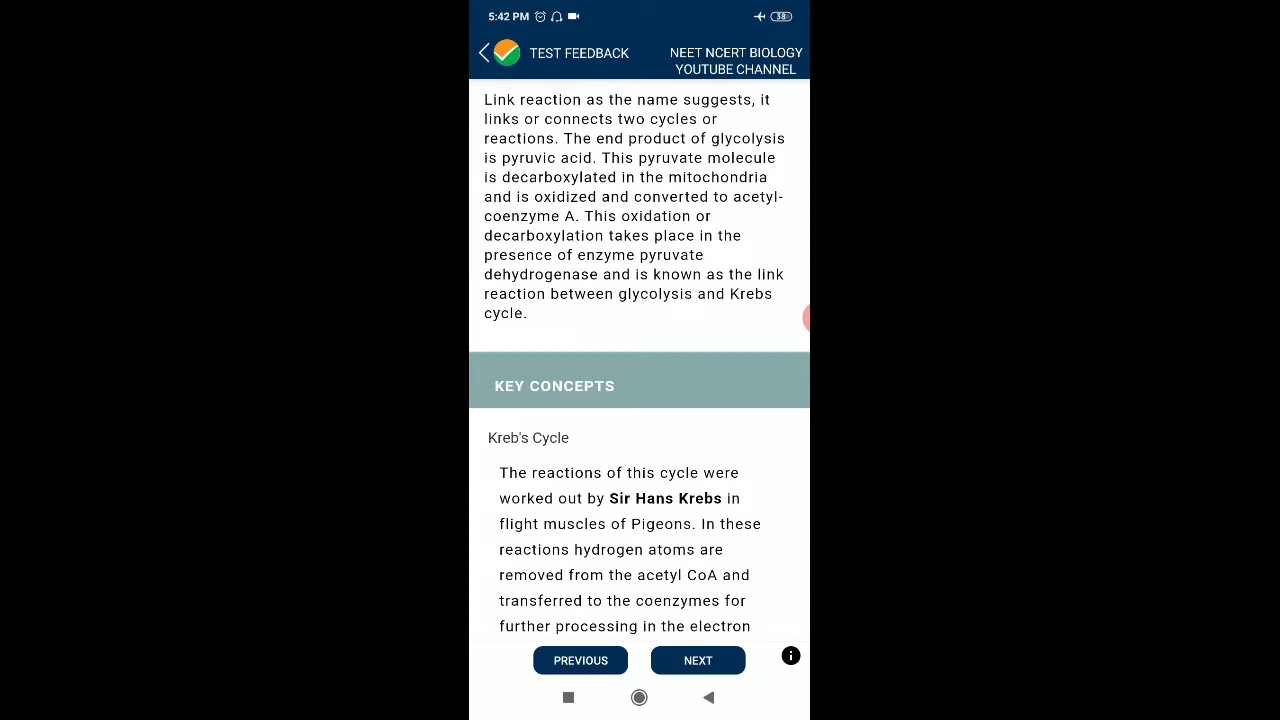 5:42 PM
38
TEST FEEDBACK
NEET NCERT BIOLOGY
YOUTUBE CHANNEL
Link reaction as the name suggests, it
links or connects two cycles or
reactions. The end product of glycolysis
is pyruvic acid. This pyruvate molecule
is decarboxylated in the mitochondria
and is oxidized and converted to acetyl-
coenzyme A. This oxidation or
decarboxylation takes place in the
presence of enzyme pyruvate
dehydrogenase and is known as the link
reaction between glycolysis and Krebs
cycle.
KEY CONCEPTS
Kreb's Cycle
The reactions of this cycle were
worked out by Sir Hans Krebs in
flight muscles of Pigeons. In these
reactions hydrogen atoms are
removed from the acetyl CoA and
transferred to the coenzymes for
further processing in the electron
PREVIOUS
NEXT